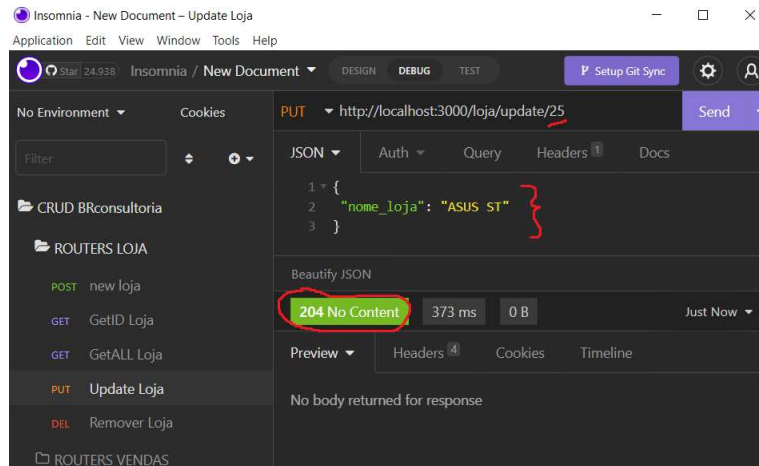 Insomnia - New Document – Update Loja
Application Edit View Window Tools Help
Star 24.938 Insomnia / New Document DESIGN DEBUG TEST Setup Git Sync
No Environment Cookies PUT http://localhost:3000/loja/update/25 Send
Filter JSON Auth Query Headers 1 Docs
1 {
2 "nome_loja": "ASUS ST"
3 }
CRUD BRconsultoria
ROUTERS LOJA
Beautify JSON
POST new loja
204 No Content 373 ms 0 B Just Now
GET GetID Loja
GET GetALL Loja
Preview Headers 4 Cookies Timeline
PUT Update Loja
No body returned for response
DEL Remover Loja
ROUTERS VENDAS